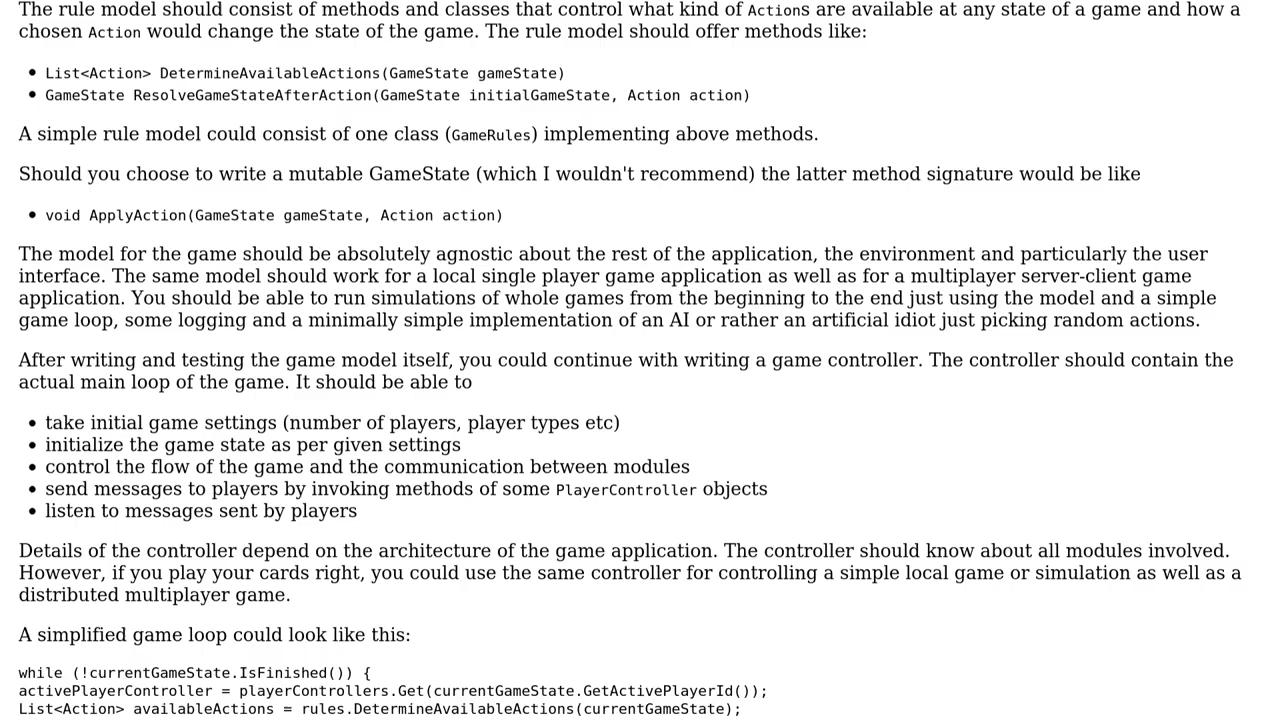 The rule model should consist of methods and classes that control what kind of Actions are available at any state of a game and how a
chosen Action would change the state of the game. The rule model should offer methods like:
• List<Action> DetermineAvailableActions(GameState gameState)
• GameState ResolveGameStateAfterAction(GameState initialGameState, Action action)
A simple rule model could consist of one class (GameRules) implementing above methods.
Should you choose to write a mutable GameState (which I wouldn't recommend) the latter method signature would be like
• void ApplyAction(GameState gameState, Action action)
The model for the game should be absolutely agnostic about the rest of the application, the environment and particularly the user
interface. The same model should work for a local single player game application as well as for a multiplayer server-client game
application. You should be able to run simulations of whole games from the beginning to the end just using the model and a simple
game loop, some logging and a minimally simple implementation of an AI or rather an artificial idiot just picking random actions.
After writing and testing the game model itself, you could continue with writing a game controller. The controller should contain the
actual main loop of the game. It should be able to
• take initial game settings (number of players, player types etc)
• initialize the game state as per given settings
• control the flow of the game and the communication between modules
• send messages to players by invoking methods of some PlayerController objects
• listen to messages sent by players
Details of the controller depend on the architecture of the game application. The controller should know about all modules involved.
However, if you play your cards right, you could use the same controller for controlling a simple local game or simulation as well as a
distributed multiplayer game.
A simplified game loop could look like this:
while (!currentGameState.IsFinished()) {
activePlayerController = playerControllers.Get(currentGameState.GetActivePlayerId());
List<Action> availableActions = rules.DetermineAvailableActions(currentGameState);